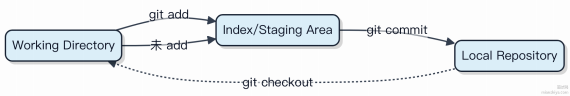 git add
Working Directory
未 add
Index/Staging Area
git commit
Local Repository
git checkout